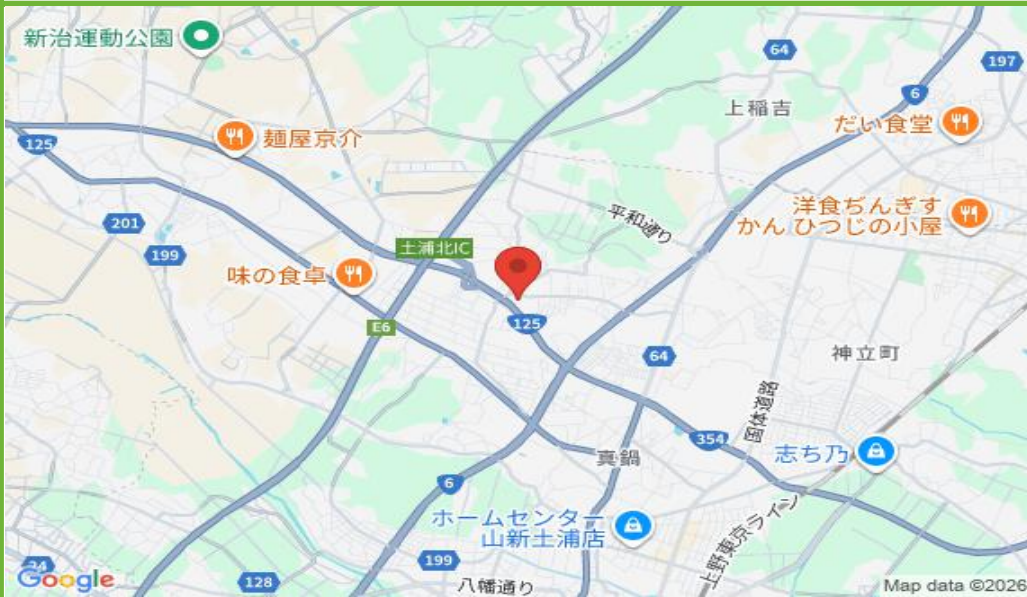 新治運動公園
64
197
6
上稲吉
だい食堂
麺屋京介
125
洋食ぢんぎす
かん ひつじの小屋
平和通り
201
土浦北IC
199
味の食卓
125
E6
64
神立町
国体道路
354
真鍋
志ち乃
6
ホームセンター
山新土浦店
上野東京ライン
199
24
Google
128
八幡通り
Map data ©2026